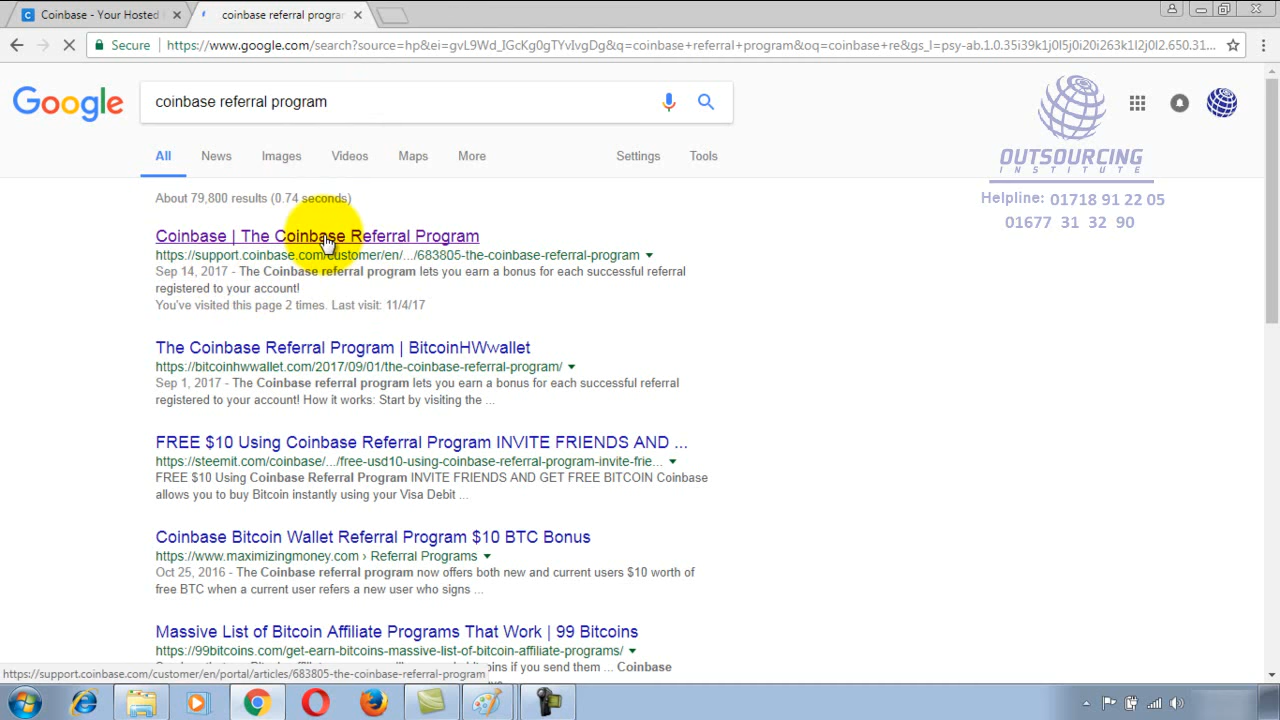 Coinbase - Your Hosted
coinbase referral progra
Secure
https://www.google.com/search?source=hp&ei=gvL9Wd_IGcKg0gTYvIvgDg&q=coinbase+referral+program&oq=coinbase+re&gs_l=psy-ab.1.0.35i39k1j0l5j0i20i263k1l2j0l2.650.31...
Google
coinbase referral program
All News Images Videos Maps More Settings Tools
OUTSOURCING
INSTITUTE
Helpline: 01718 91 22 05
01677 31 32 90
About 79,800 results (0.74 seconds)
Coinbase | The Coinbase Referral Program
https://support.coinbase.com/customer/en/.../683805-the-coinbase-referral-program
Sep 14, 2017 - The Coinbase referral program lets you earn a bonus for each successful referral
registered to your account!
You've visited this page 2 times. Last visit: 11/4/17
The Coinbase Referral Program | BitcoinHWwallet
https://bitcoinhwwallet.com/2017/09/01/the-coinbase-referral-program/
Sep 1, 2017 - The Coinbase referral program lets you earn a bonus for each successful referral
registered to your account! How it works: Start by visiting the ...
FREE $10 Using Coinbase Referral Program INVITE FRIENDS AND ...
https://steemit.com/coinbase/.../free-usd10-using-coinbase-referral-program-invite-frie...
FREE $10 Using Coinbase Referral Program INVITE FRIENDS AND GET FREE BITCOIN Coinbase
allows you to buy Bitcoin instantly using your Visa Debit ...
Coinbase Bitcoin Wallet Referral Program $10 BTC Bonus
https://www.maximizingmoney.com › Referral Programs
Oct 25, 2016 - The Coinbase referral program now offers both new and current users $10 worth of
free BTC when a current user refers a new user who signs ...
Massive List of Bitcoin Affiliate Programs That Work | 99 Bitcoins
https://99bitcoins.com/get-earn-bitcoins-massive-list-of-bitcoin-affiliate-programs/
bitcoins if you send them ... Coinbase
https://support.coinbase.com/customer/en/portal/articles/683805-the-coinbase-referral-program